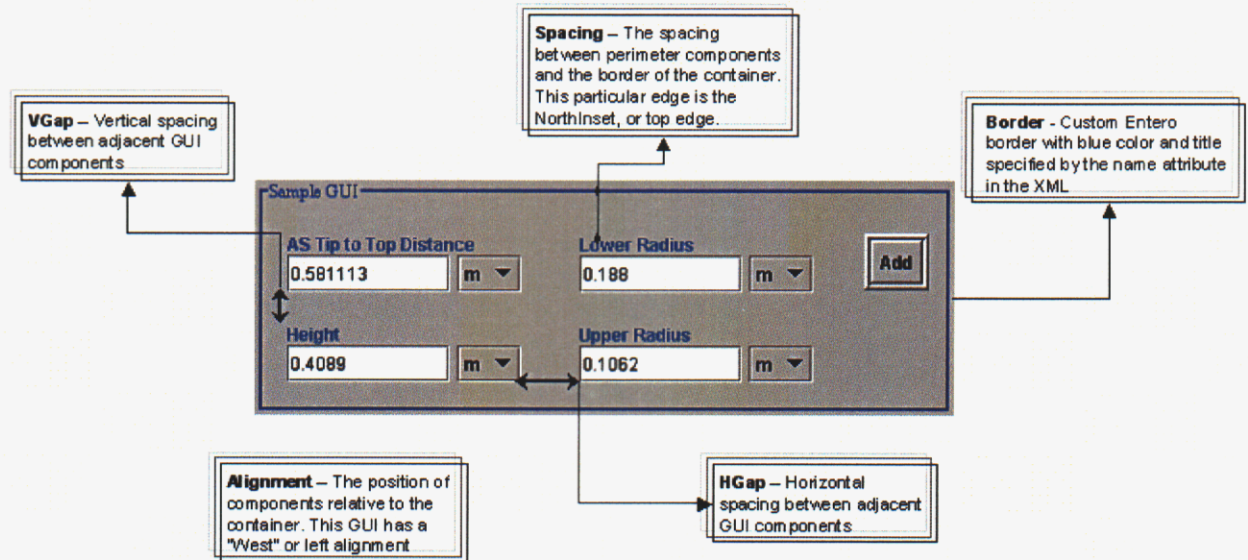 Spacing – The spacing
between perimeter components
and the border of the container.
This particular edge is the
NorthInset, or top edge.
VGap – Vertical spacing
between adjacent GUI
components
Border - Custom Entero
border with blue color and title
specified by the name attribute
in the XML
Sample GUI
AS Tip to Top Distance
0.581113
m
Lower Radius
0.188
m
Add
Height
0.4089
m
Upper Radius
0.1062
m
Alignment – The position of
components relative to the
container. This GUI has a
"West" or left alignment
HGap – Horizontal
spacing between adjacent
GUI components